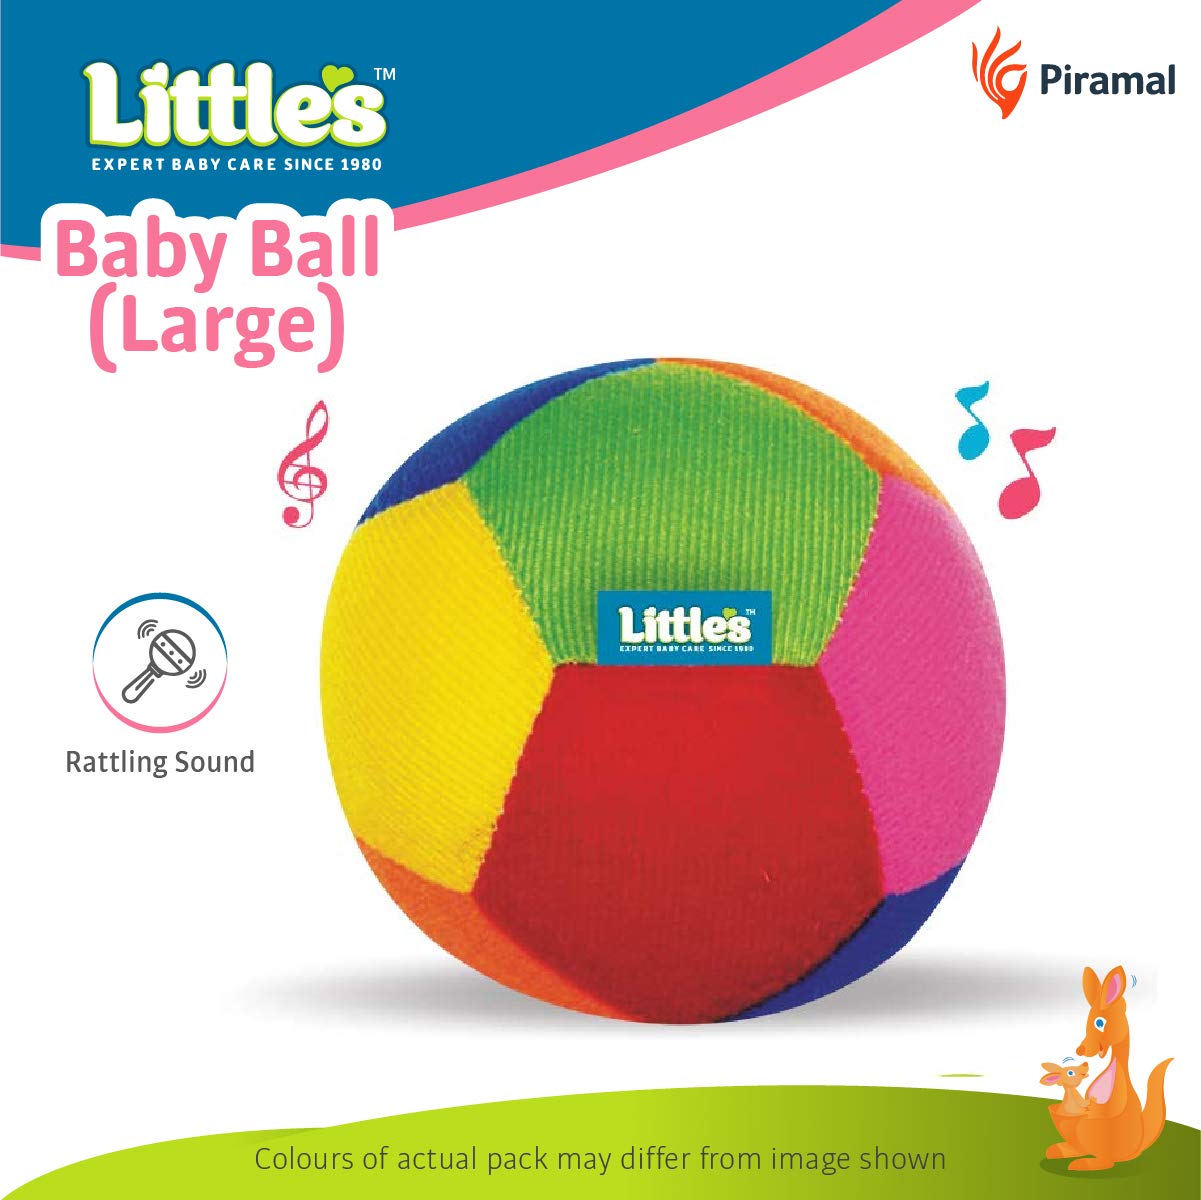 Little's™
EXPERT BABY CARE SINCE 1980
Piramal
Baby Ball
(Large)
Little's™
EXPERT BABY CARE SINCE 1980
Rattling Sound
Colours of actual pack may differ from image shown